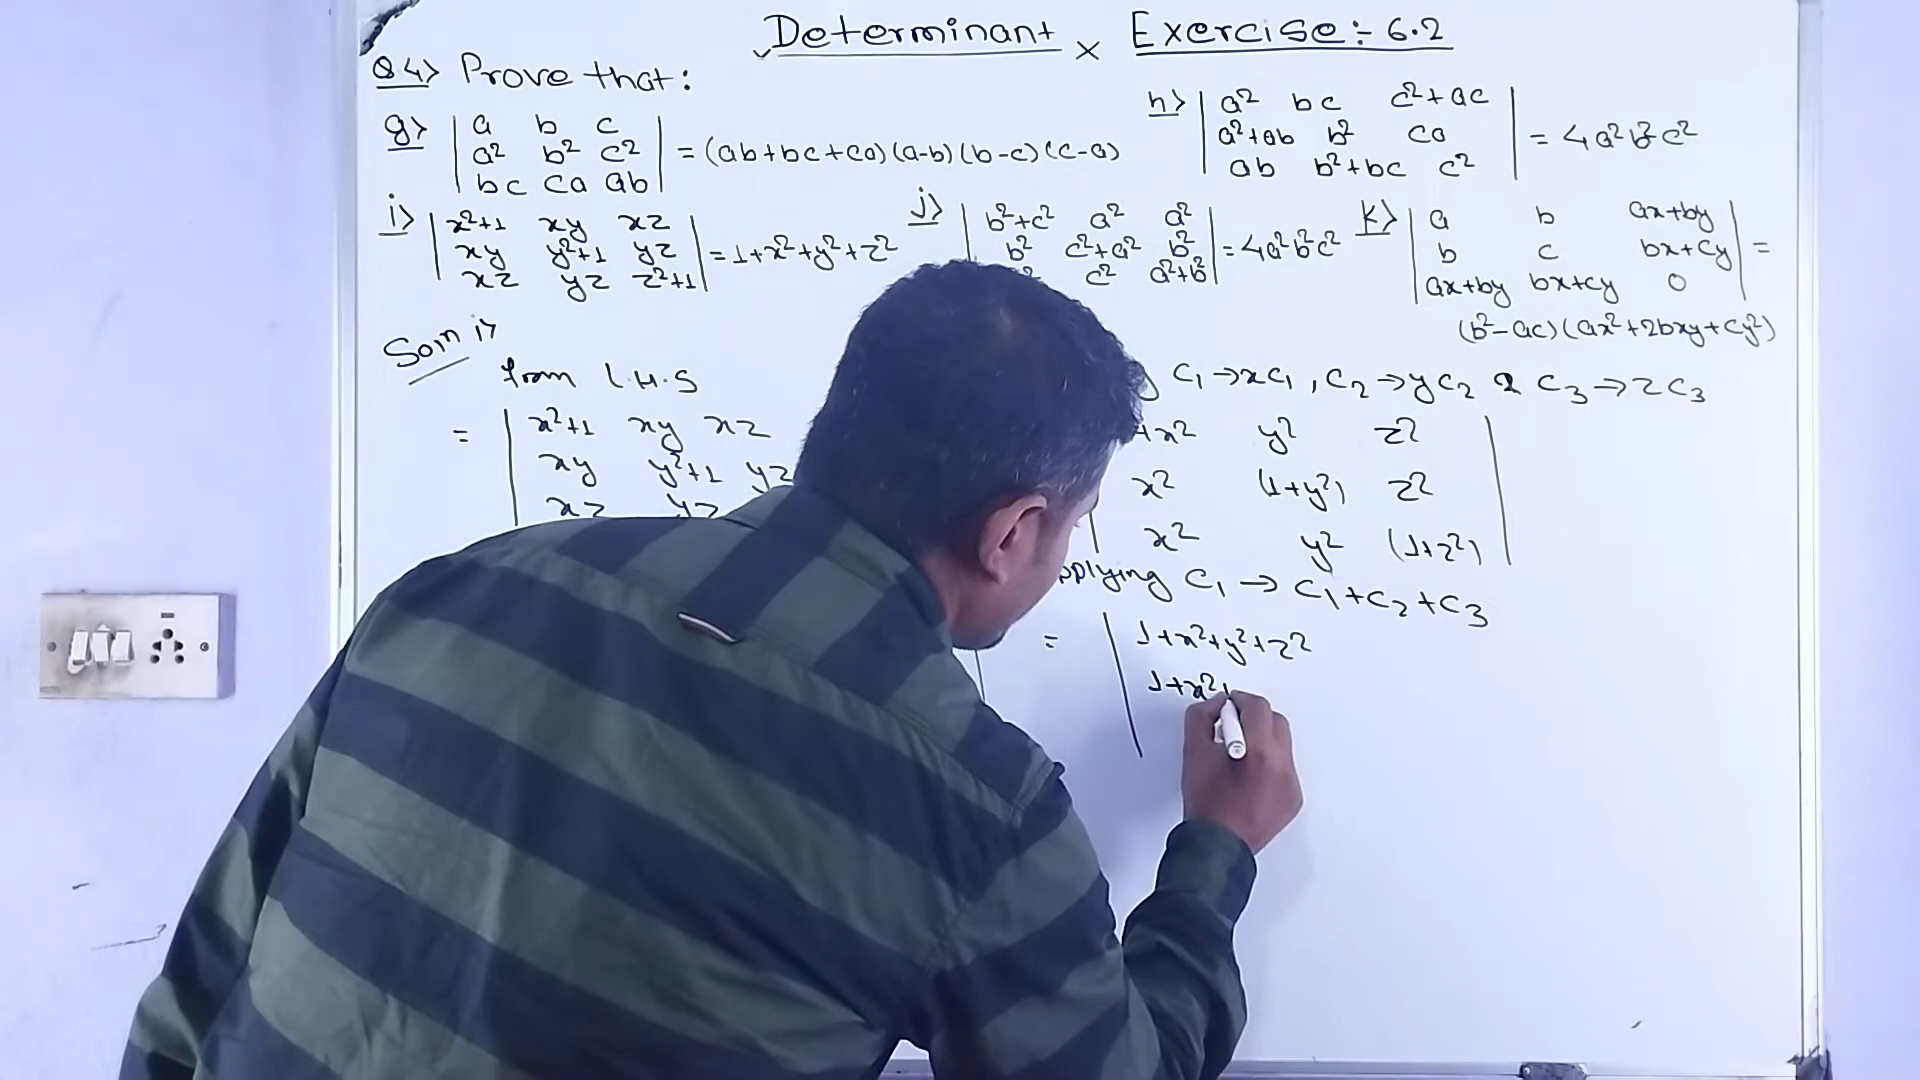 Determinant × Exercise:- 6.2
Q4> Prove that:
g> | a b c |
| a² b² c² | = (ab+bc+ca)(a-b)(b-c)(c-a)
| bc ca ab |
h> | a² bc c²+ac |
| a²+ab b² ca | = 4a²b²c²
| ab b²+bc c² |
i> | x²+1 xy xz |
| xy y²+1 yz | = 1+x²+y²+z²
| xz yz z²+1 |
j> | b²+c² a² a² |
| b² c²+a² b² | = 4a²b²c²
c² a²+b² |
k> | a b ax+by |
| b c bx+cy | =
| ax+by bx+cy 0 |
(b²-ac)(ax²+2bxy+cy²)
Soln i>
from L.H.S
= | x²+1 xy xz
| xy y²+1 yz
| xz yz
C₁→xC₁, C₂→yC₂ & C₃→zC₃
+x² y² z² |
x² (1+y²) z² |
| x² y² (1+z²) |
pplying C₁ → C₁+C₂+C₃
= | 1+x²+y²+z²
| 1+x²+